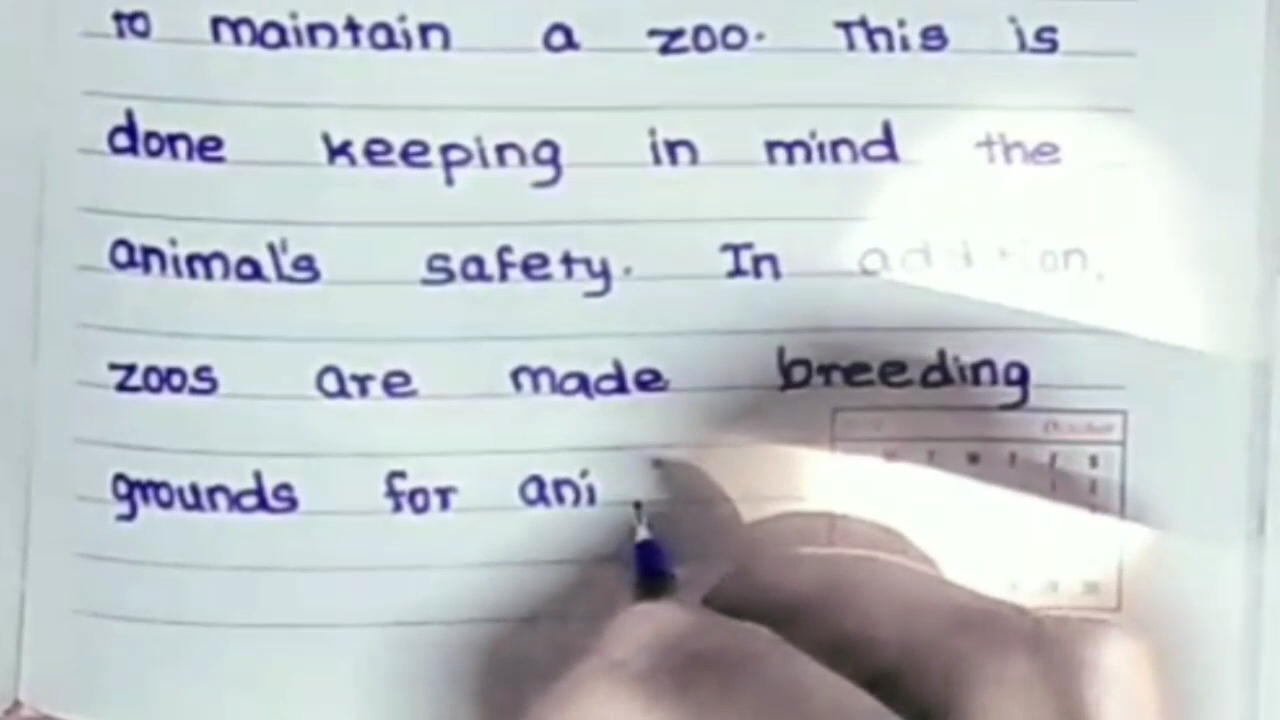 to maintain a zoo. This is
done keeping in mind the
animal's safety. In addition,
zoos are made breeding
grounds for ani